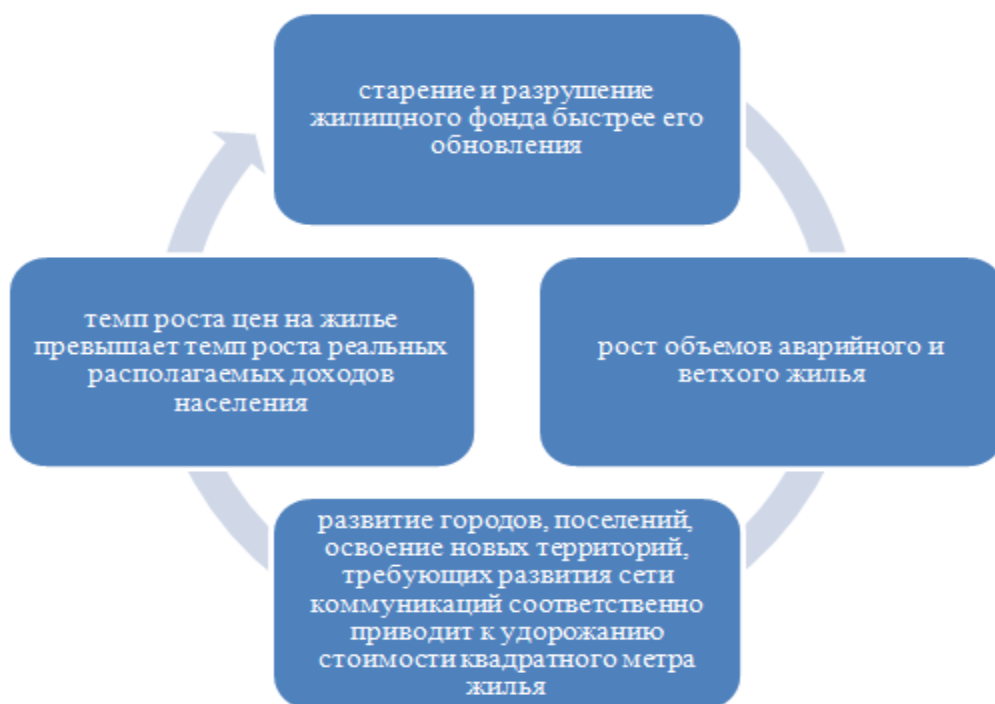 старение и разрушение
жилищного фонда быстрее его
обновления
темп роста цен на жилье
превышает темп роста реальных
располагаемых доходов
населения
рост объемов аварийного и
ветхого жилья
развитие городов, поселений,
освоение новых территорий,
требующих развития сети
коммуникаций соответственно
приводит к удорожанию
стоимости квадратного метра
жилья